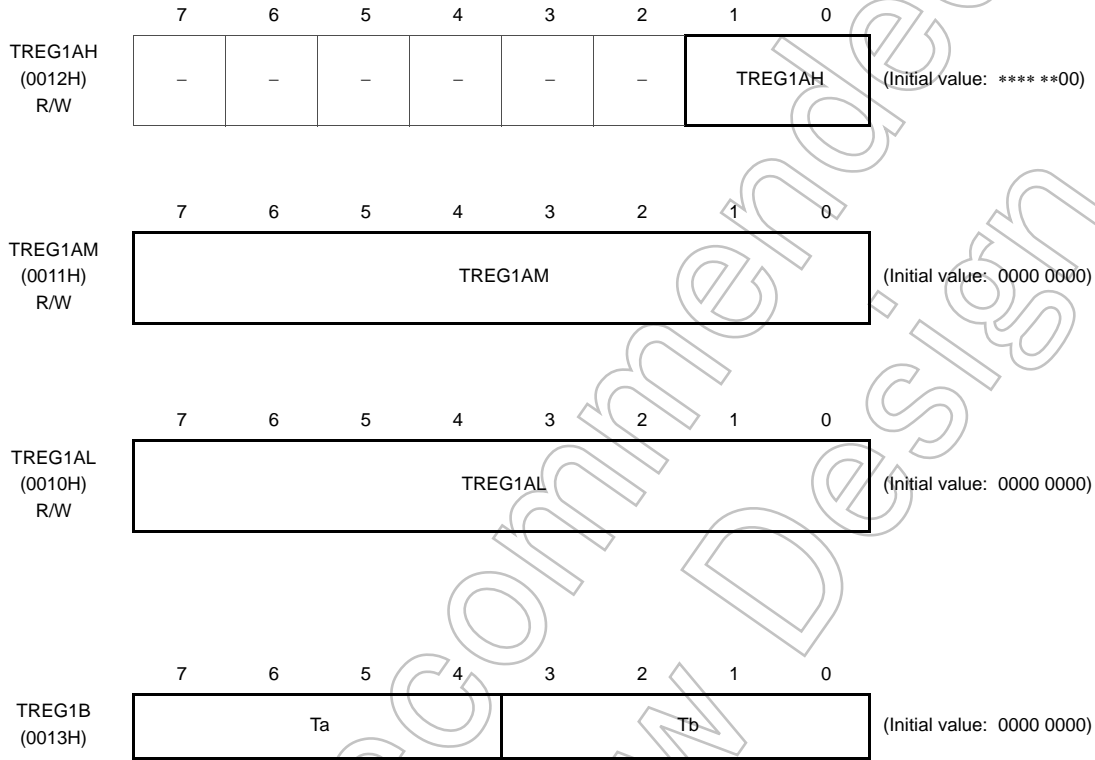 7 6 5 4 3 2 1 0
TREG1AH
(0012H)
R/W
– – – – – – TREG1AH (Initial value: **** **00)
7 6 5 4 3 2 1 0
TREG1AM
(0011H)
R/W
TREG1AM (Initial value: 0000 0000)
7 6 5 4 3 2 1 0
TREG1AL
(0010H)
R/W
TREG1AL (Initial value: 0000 0000)
7 6 5 4 3 2 1 0
TREG1B
(0013H)
Ta Tb (Initial value: 0000 0000)
ecommended
w Design